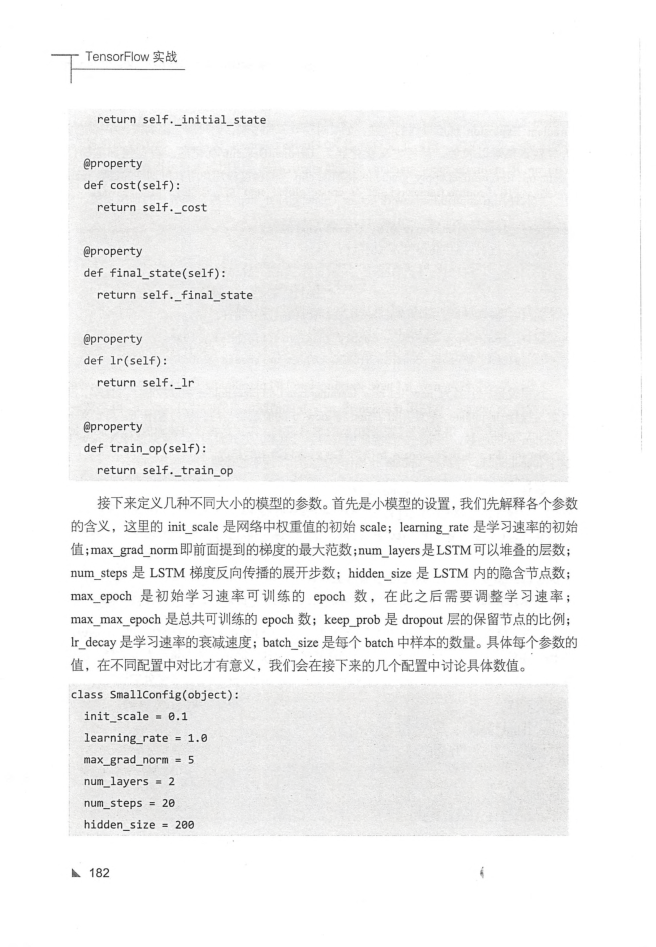 TensorFlow 实战
return self._initial_state
@property
def cost(self):
return self._cost
@property
def final_state(self):
return self._final_state
@property
def lr(self):
return self._lr
@property
def train_op(self):
return self._train_op
接下来定义几种不同大小的模型的参数。首先是小模型的设置，我们先解释各个参数
的含义，这里的 init_scale 是网络中权重值的初始 scale；learning_rate 是学习速率的初始
值；max_grad_norm 即前面提到的梯度的最大范数；num_layers 是 LSTM 可以堆叠的层数；
num_steps 是 LSTM 梯度反向传播的展开步数；hidden_size 是 LSTM 内的隐含节点数；
max_epoch 是初始学习速率可训练的 epoch 数，在此之后需要调整学习速率；
max_max_epoch 是总共可训练的 epoch 数；keep_prob 是 dropout 层的保留节点的比例；
lr_decay 是学习速率的衰减速度；batch_size 是每个 batch 中样本的数量。具体每个参数的
值，在不同配置中对比才有意义，我们会在接下来的几个配置中讨论具体数值。
class SmallConfig(object):
init_scale = 0.1
learning_rate = 1.0
max_grad_norm = 5
num_layers = 2
num_steps = 20
hidden_size = 200
182